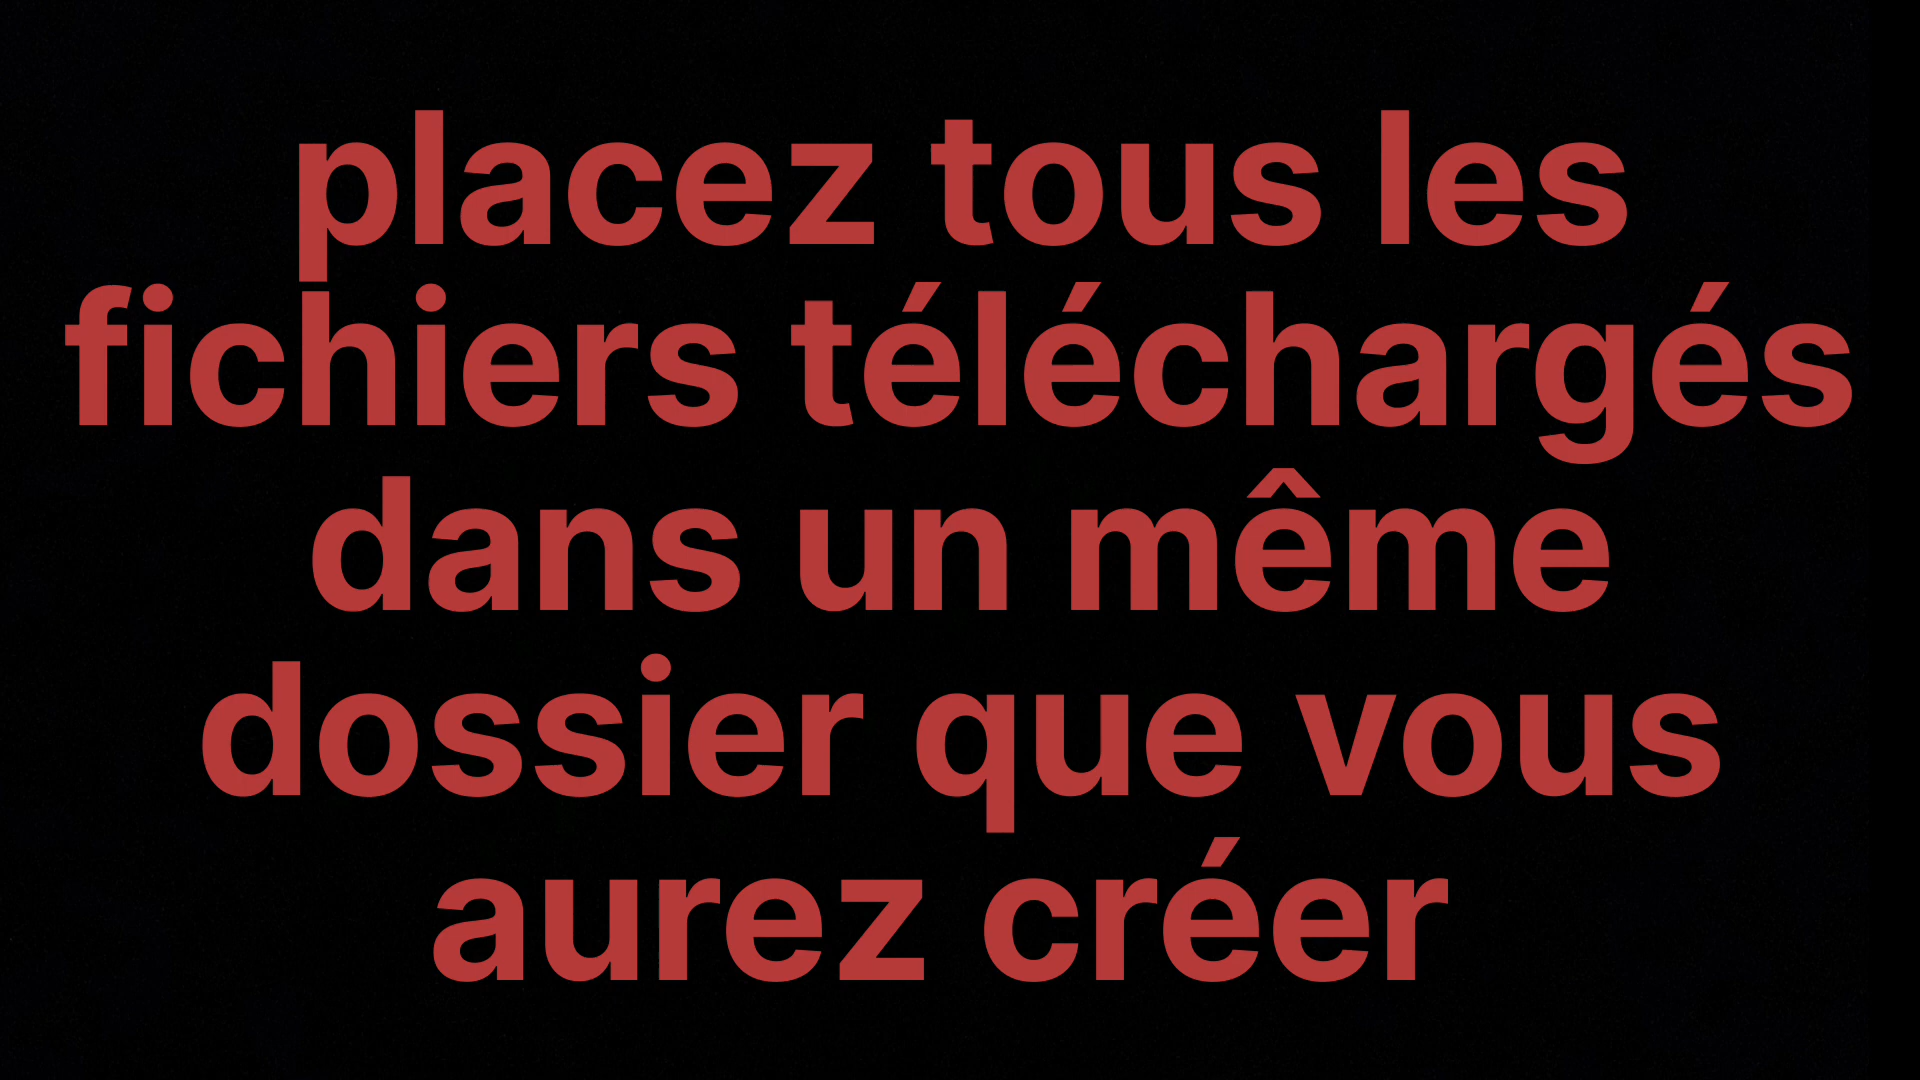 placez tous les
fichiers téléchargés
dans un même
dossier que vous
aurez créer